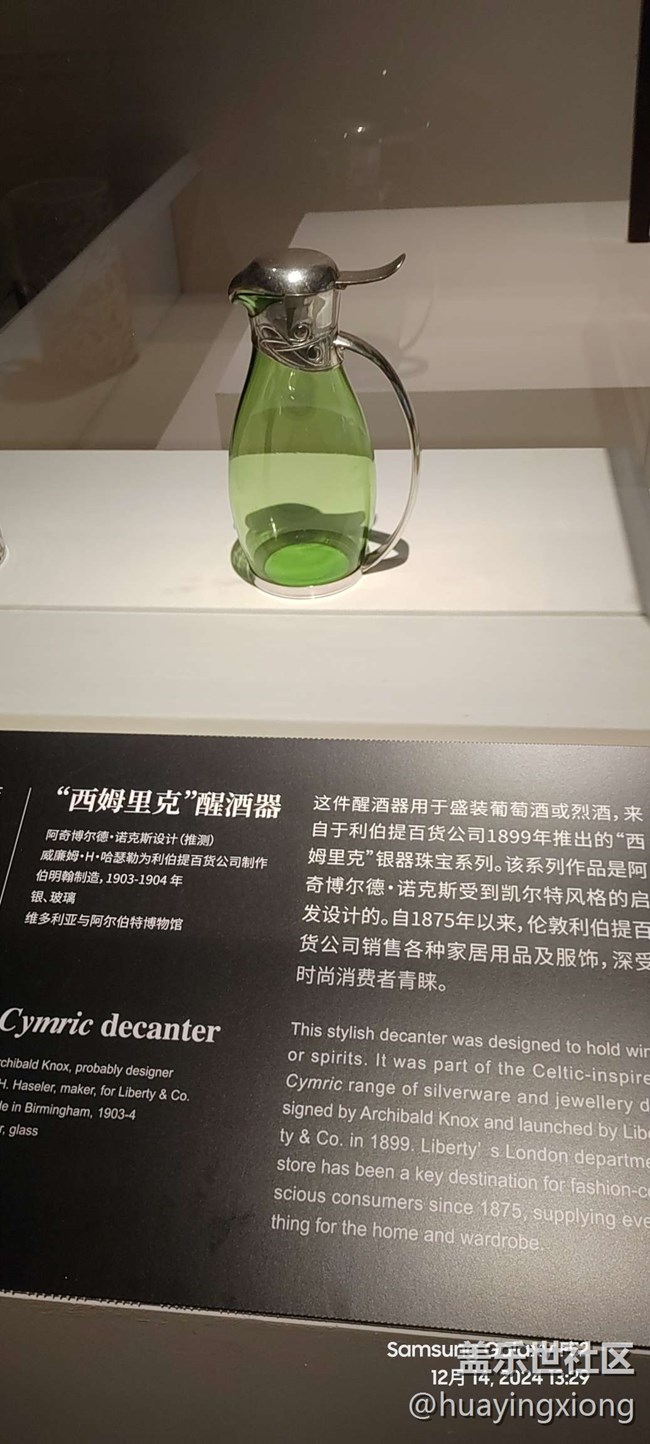 “西姆里克”醒酒器
阿奇博尔德·诺克斯设计(推测)
威廉姆·H·哈瑟勒为利伯提百货公司制作
伯明翰制造,1903-1904 年
银、玻璃
维多利亚与阿尔伯特博物馆
这件醒酒器用于盛装葡萄酒或烈酒,来
自于利伯提百货公司1899年推出的“西
姆里克”银器珠宝系列。该系列作品是阿
奇博尔德·诺克斯受到凯尔特风格的启
发设计的。自1875年以来,伦敦利伯提百
货公司销售各种家居用品及服饰,深受
时尚消费者青睐。
Cymric decanter
rchibald Knox, probably designer
H. Haseler, maker, for Liberty & Co.
de in Birmingham, 1903-4
r, glass
This stylish decanter was designed to hold win
or spirits. It was part of the Celtic-inspire
Cymric range of silverware and jewellery d
signed by Archibald Knox and launched by Libe
ty & Co. in 1899. Liberty’s London departme
store has been a key destination for fashion-co
scious consumers since 1875, supplying eve
thing for the home and wardrobe.
Samsung Galaxy
盖乐世社区
12月 14, 2024 13:29
@huayingxiong